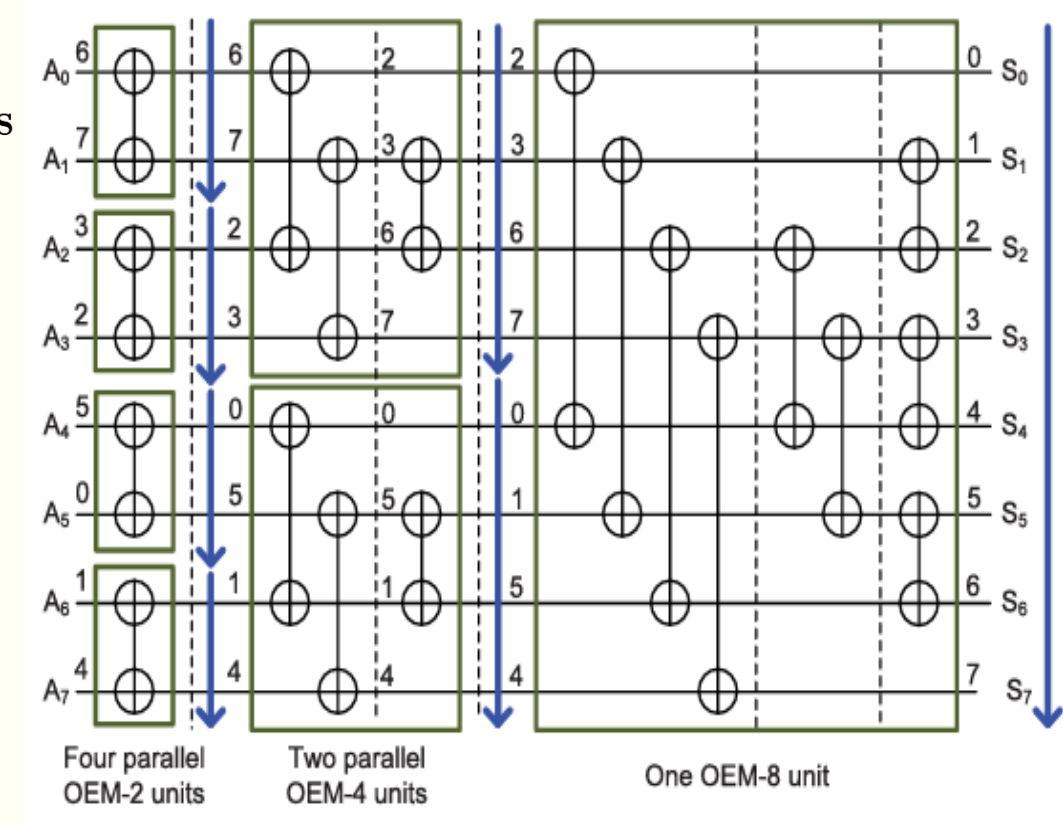 s
A0 6 6 2 2 0 S0
A1 7 7 3 3 1 S1
A2 3 2 6 6 2 S2
A3 2 3 7 7 3 S3
A4 5 0 0 0 4 S4
A5 0 5 5 1 5 S5
A6 1 1 1 5 6 S6
A7 4 4 4 4 7 S7
Four parallel
OEM-2 units
Two parallel
OEM-4 units
One OEM-8 unit